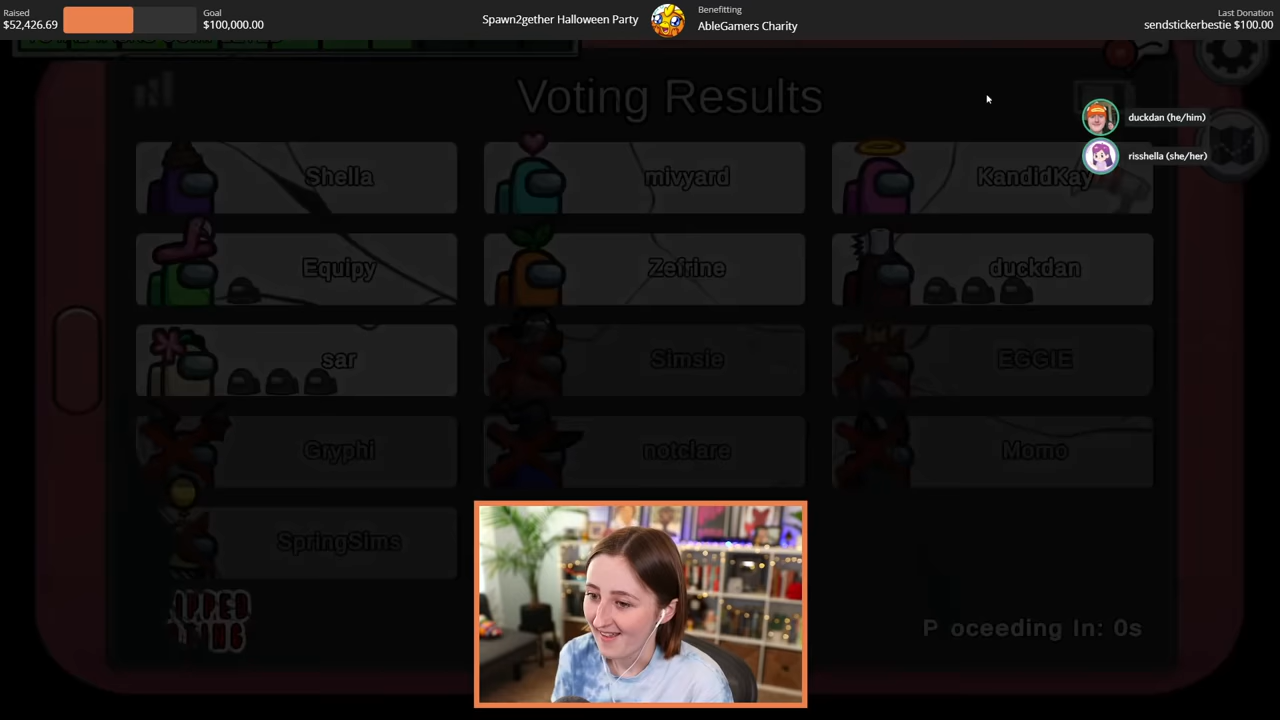 Raised
$52,426.69
Goal
$100,000.00
Spawn2gether Halloween Party
Benefitting
AbleGamers Charity
Last Donation
sendstickerbestie $100.00
Voting Results
duckdan (he/him)
risshella (she/her)
Shella
mivyard
KandidKay
Equipy
Zefrine
duckdan
sar
Simsie
EGGIE
Gryphi
notclare
Momo
SpringSims
P oceeding In: 0s